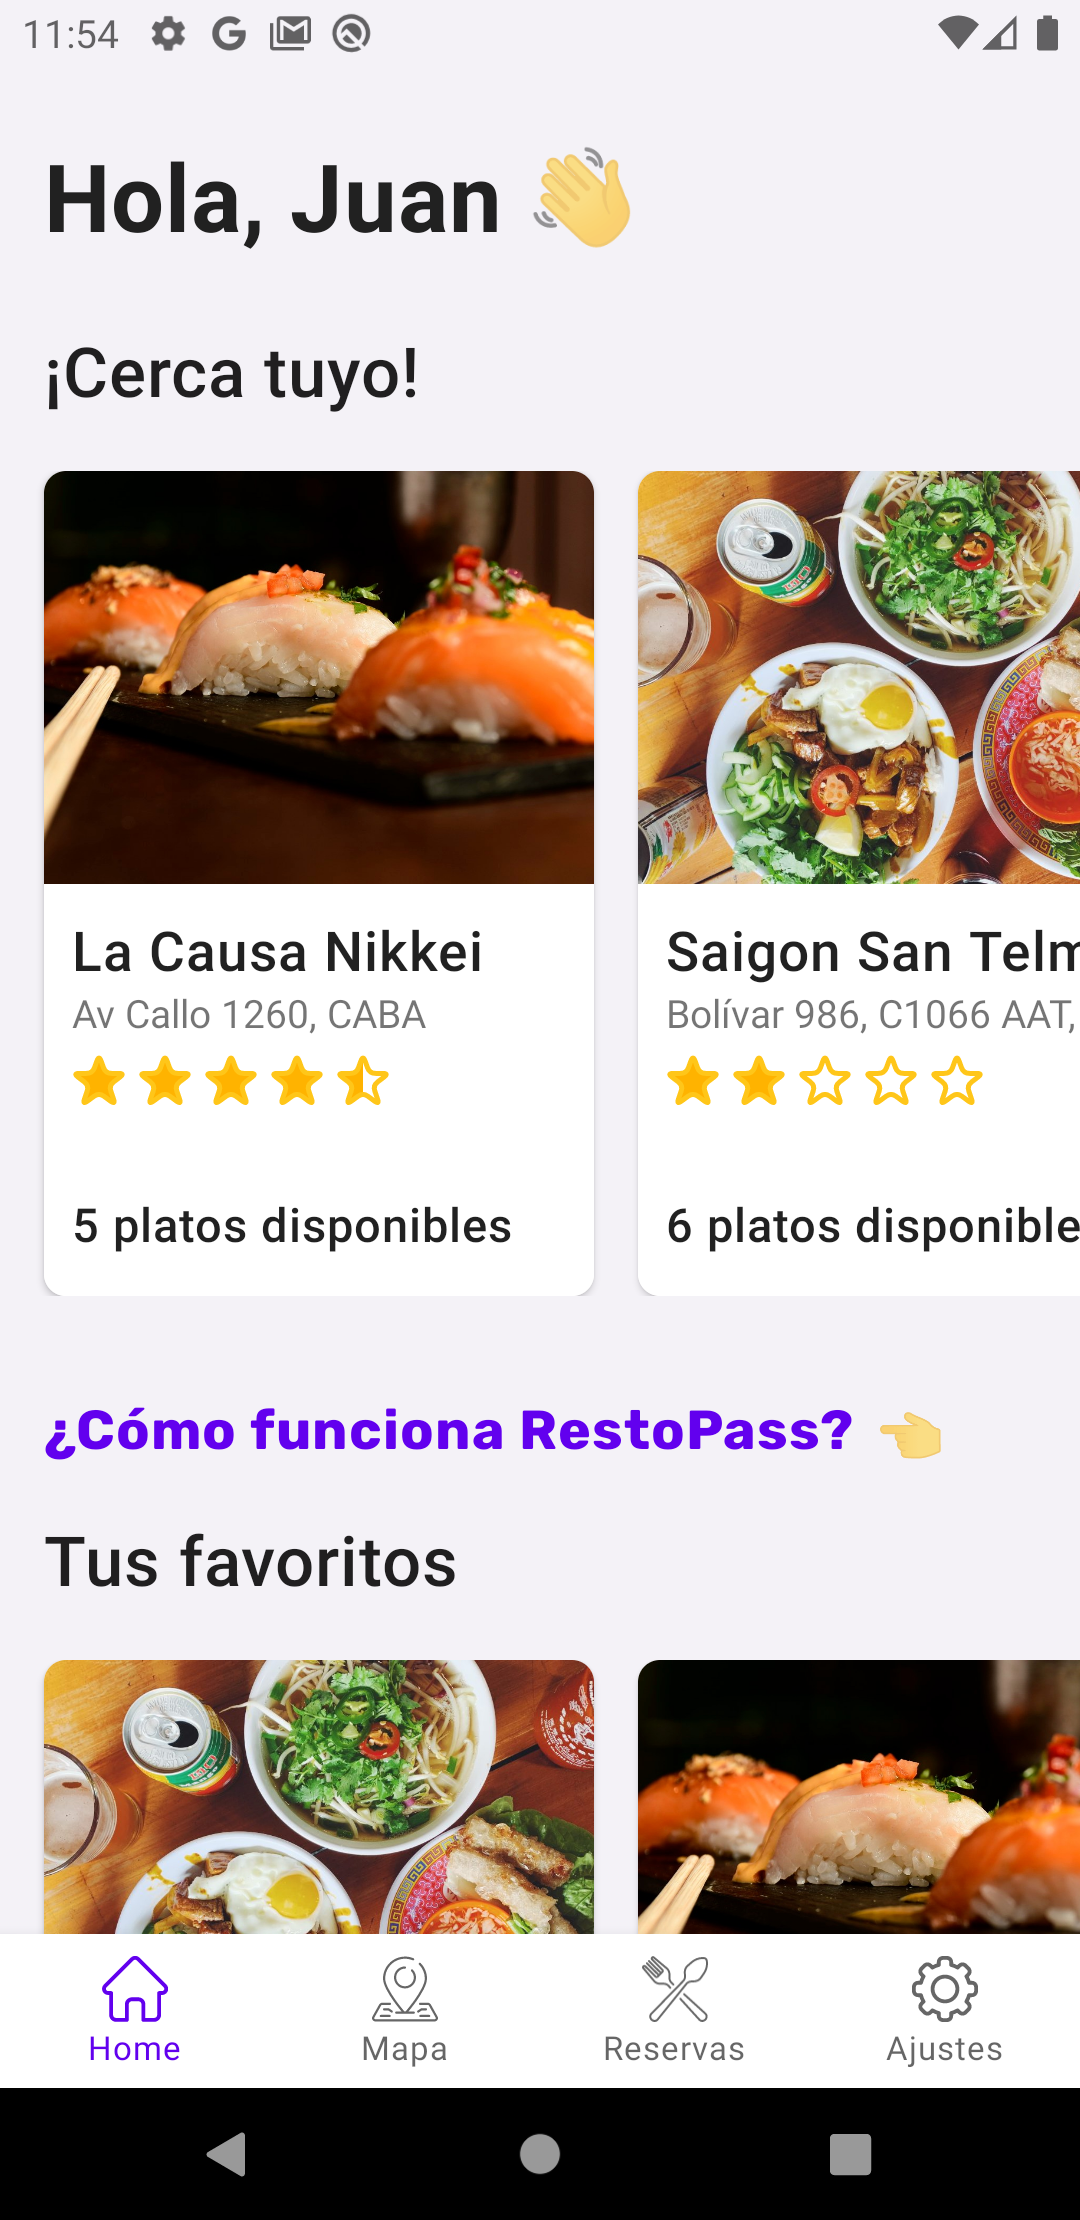 11:54
Hola, Juan 👋
¡Cerca tuyo!
La Causa Nikkei
Av Callo 1260, CABA
5 platos disponibles
Saigon San Telm
Bolívar 986, C1066 AAT,
6 platos disponible
¿Cómo funciona RestoPass? 👈
Tus favoritos
Home
Mapa
Reservas
Ajustes